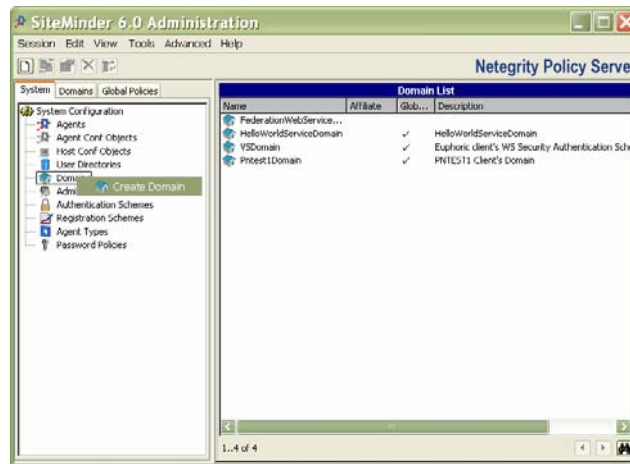 SiteMinder 6.0 Administration
Session Edit View Tools Advanced Help
Netegrity Policy Serve
System Domains Global Policies
System Configuration
Agents
Agent Conf Objects
Host Conf Objects
User Directories
Domai
Create Domain
Admi
Authentication Schemes
Registration Schemes
Agent Types
Password Policies
Domain List
Name Affiliate Glob... Description
FederationWebService...
HelloWorldServiceDomain ✓ HelloWorldServiceDomain
VSDomain ✓ Euphoric client's WS Security Authentication Sch
Pntest1Domain ✓ PNTEST1 Client's Domain
1..4 of 4